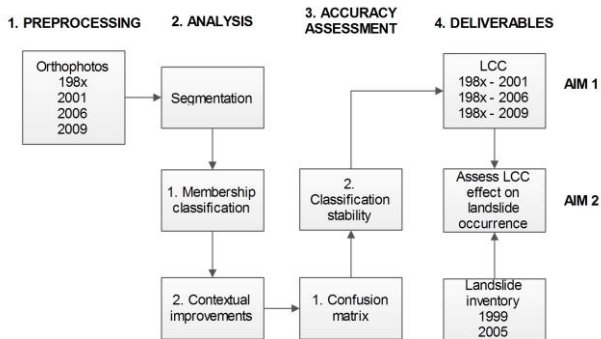 1. PREPROCESSING
2. ANALYSIS
3. ACCURACY
ASSESSMENT
4. DELIVERABLES
Orthophotos
198x
2001
2006
2009
Segmentation
1. Membership
classification
2. Contextual
improvements
1. Confusion
matrix
2.
Classification
stability
LCC
198x - 2001
198x - 2006
198x - 2009
AIM 1
Assess LCC
effect on
landslide
occurrence
AIM 2
Landslide
inventory
1999
2005